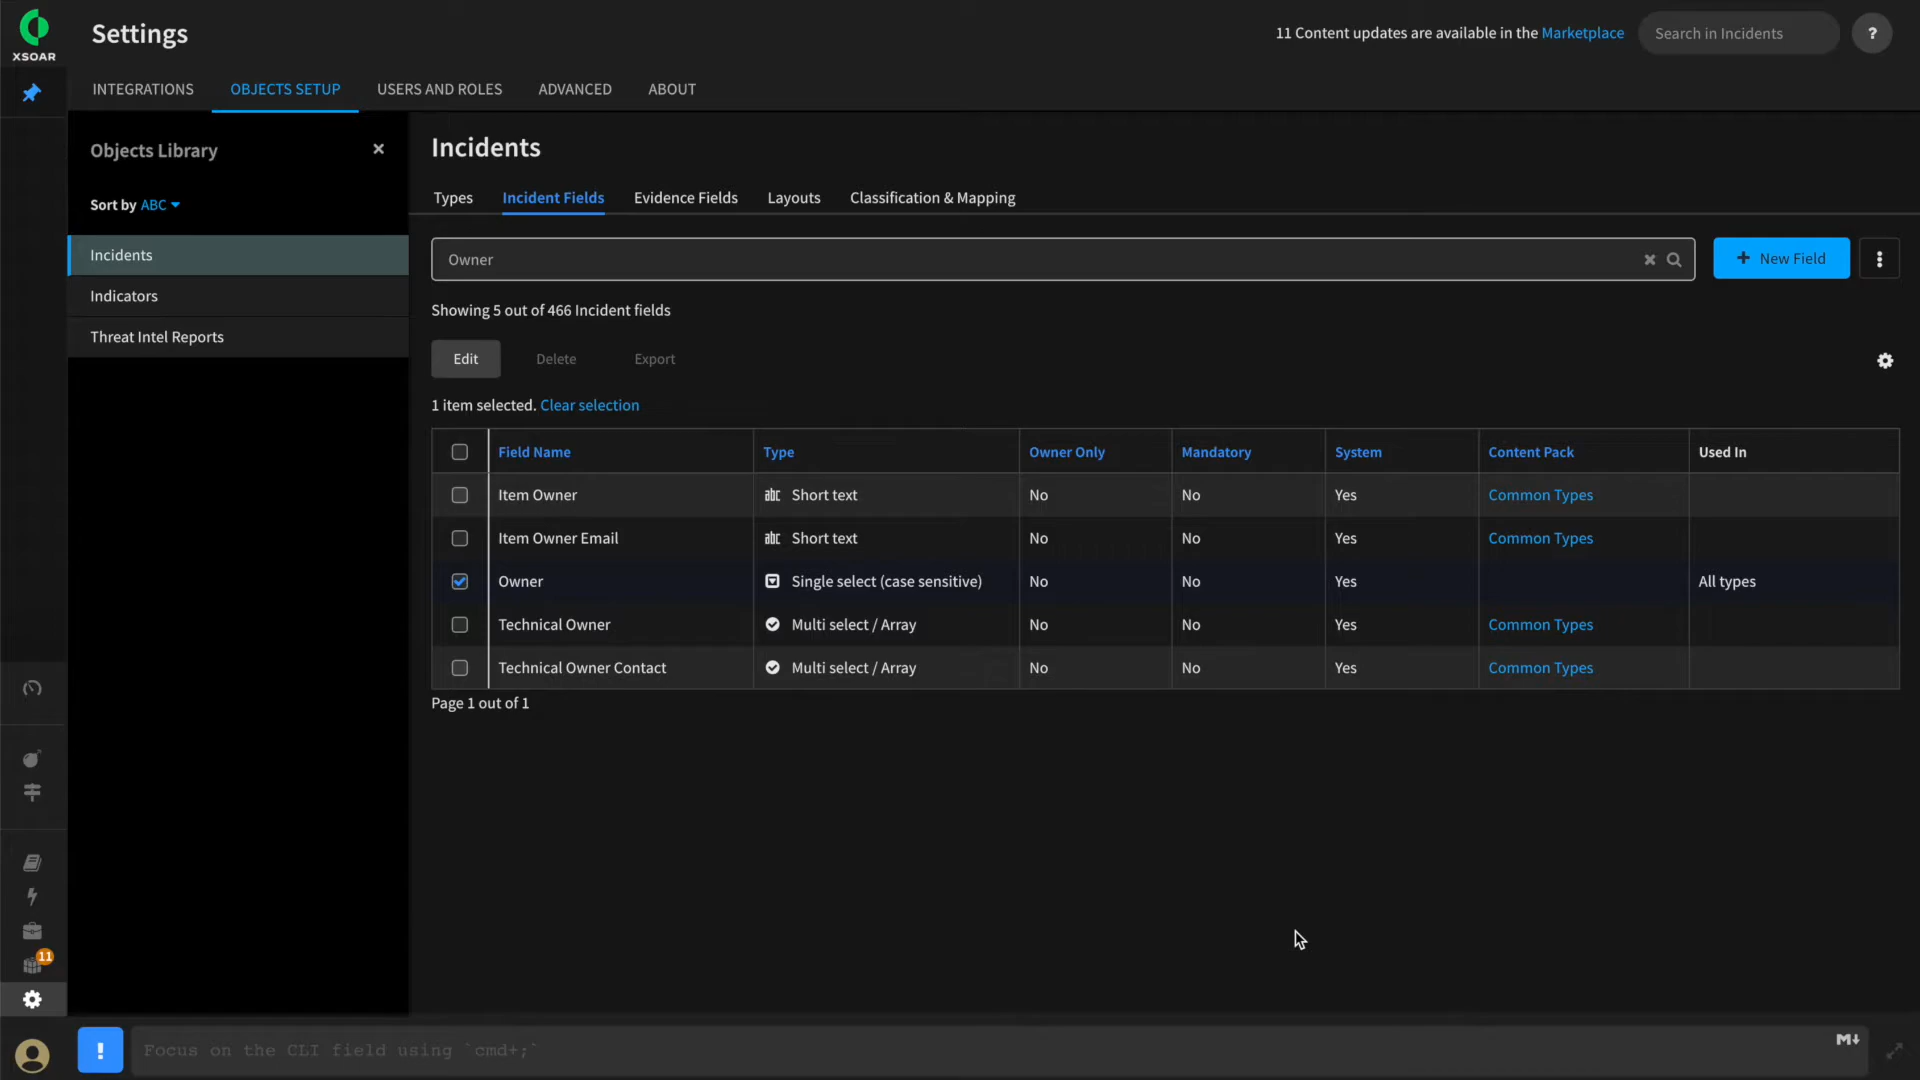 XSOAR
Settings
11 Content updates are available in the Marketplace
Search in Incidents
?
INTEGRATIONS
OBJECTS SETUP
USERS AND ROLES
ADVANCED
ABOUT
Objects Library
Sort by ABC
Incidents
Indicators
Threat Intel Reports
Incidents
Types
Incident Fields
Evidence Fields
Layouts
Classification & Mapping
Owner
+ New Field
Showing 5 out of 466 Incident fields
Edit
Delete
Export
1 item selected. Clear selection
Field Name Type Owner Only Mandatory System Content Pack Used In
Item Owner abc Short text No No Yes Common Types
Item Owner Email abc Short text No No Yes Common Types
Owner Single select (case sensitive) No No Yes All types
Technical Owner Multi select / Array No No Yes Common Types
Technical Owner Contact Multi select / Array No No Yes Common Types
Page 1 out of 1
11
!
Focus on the CLI field using `cmd+;`
M↓